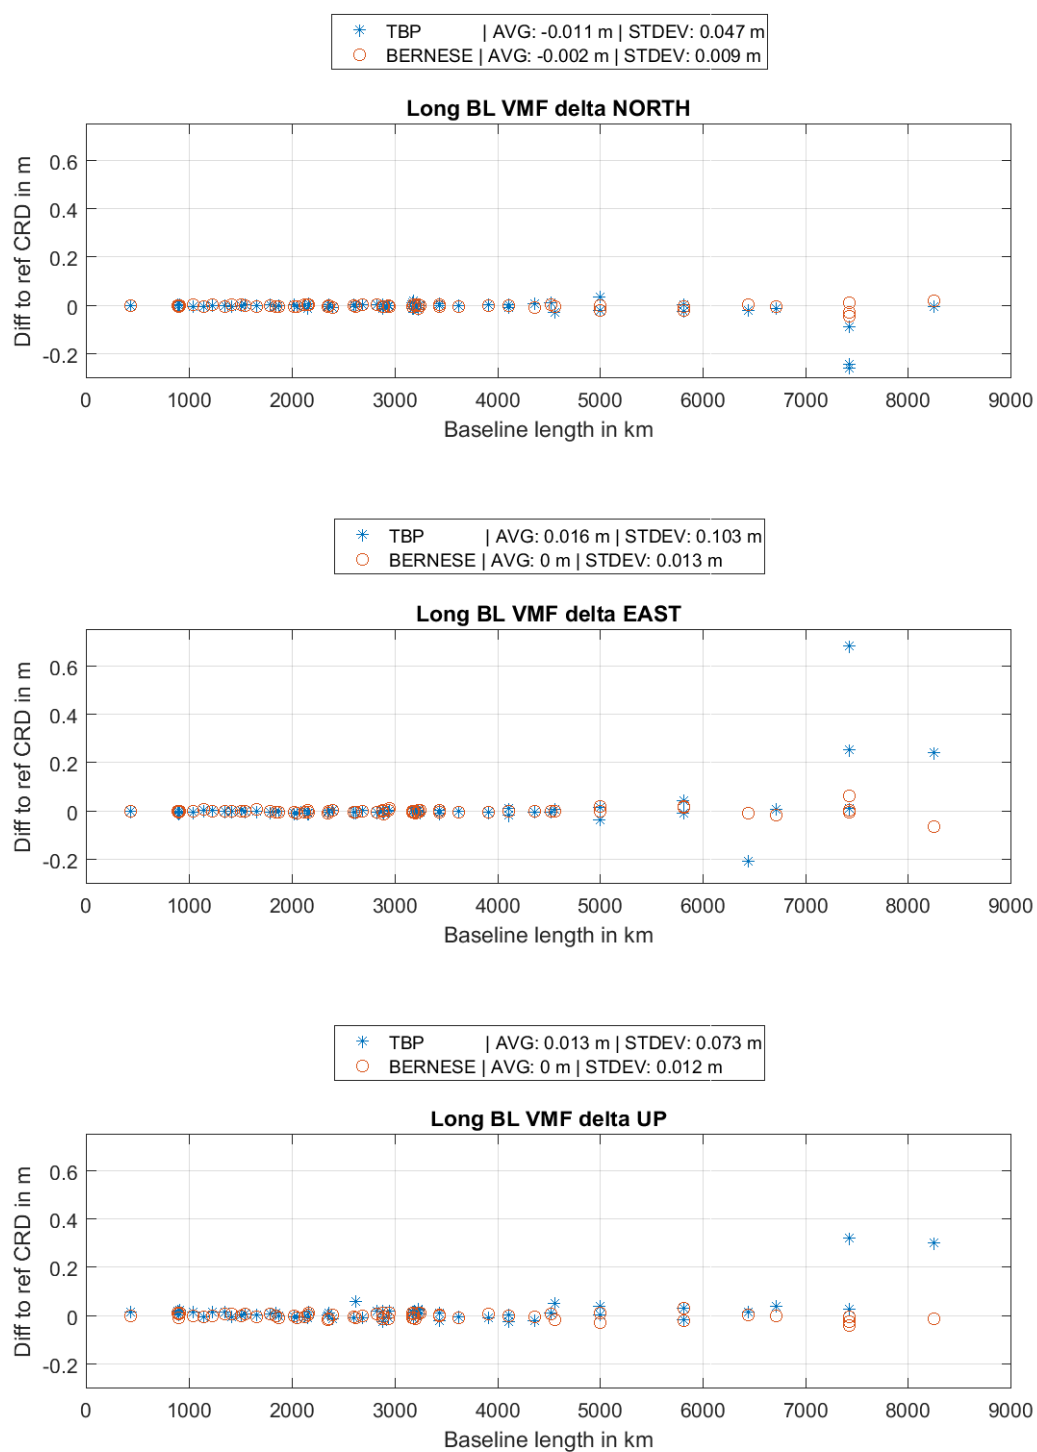 TBP | AVG: -0.011 m | STDEV: 0.047 m
BERNESE | AVG: -0.002 m | STDEV: 0.009 m
Long BL VMF delta NORTH
Diff to ref CRD in m
0.6
0.4
0.2
0
-0.2
0 1000 2000 3000 4000 5000 6000 7000 8000 9000
Baseline length in km
TBP | AVG: 0.016 m | STDEV: 0.103 m
BERNESE | AVG: 0 m | STDEV: 0.013 m
Long BL VMF delta EAST
Diff to ref CRD in m
0.6
0.4
0.2
0
-0.2
0 1000 2000 3000 4000 5000 6000 7000 8000 9000
Baseline length in km
TBP | AVG: 0.013 m | STDEV: 0.073 m
BERNESE | AVG: 0 m | STDEV: 0.012 m
Long BL VMF delta UP
Diff to ref CRD in m
0.6
0.4
0.2
0
-0.2
0 1000 2000 3000 4000 5000 6000 7000 8000 9000
Baseline length in km